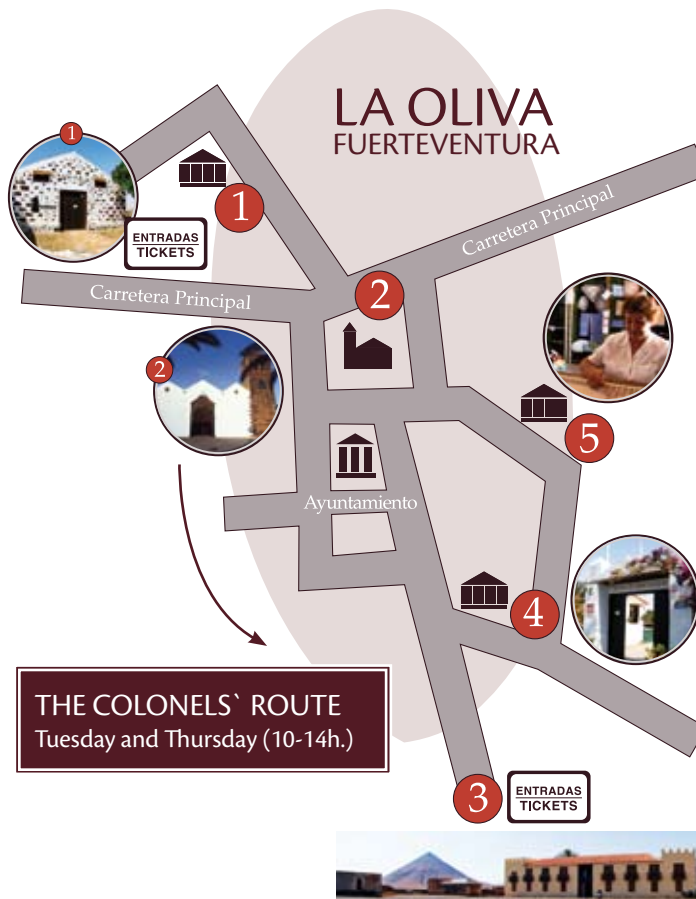 LA OLIVA
FUERTEVENTURA
1
1
ENTRADAS
TICKETS
Carretera Principal
Carretera Principal
2
2
5
Ayuntamiento
4
THE COLONELS` ROUTE
Tuesday and Thursday (10-14h.)
3
ENTRADAS
TICKETS